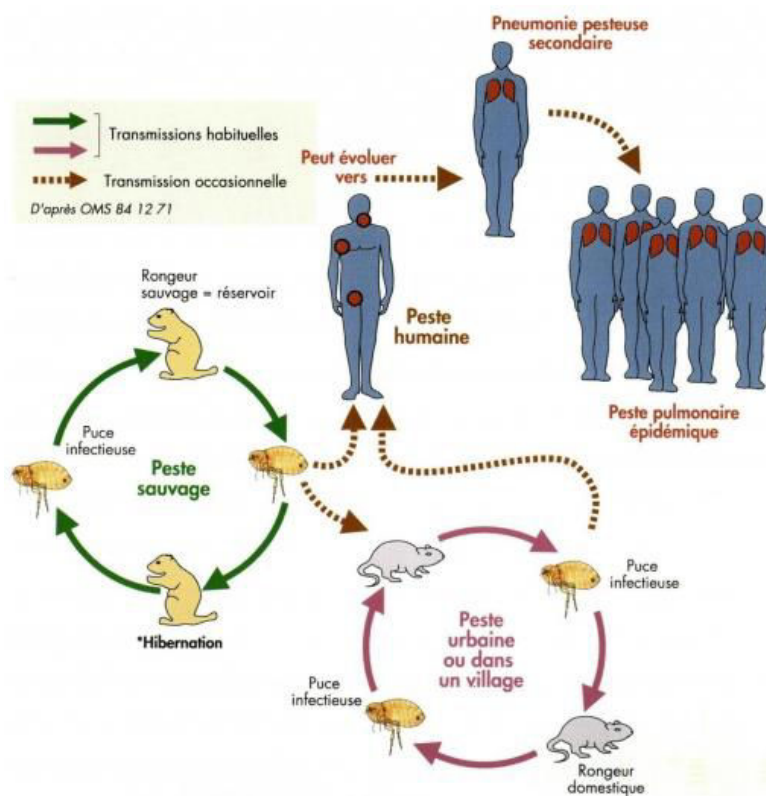 Pneumonie pesteuse
secondaire
Transmissions habituelles
Transmission occasionnelle
D'après OMS 84 12 71
Peut évoluer
vers
Rongeur
sauvage = réservoir
Peste
humaine
Peste pulmonaire
épidémique
Puce
infectieuse
Peste
sauvage
*Hibernation
Puce
infectieuse
Peste
urbaine
ou dans
un village
Puce
infectieuse
Rongeur
domestique